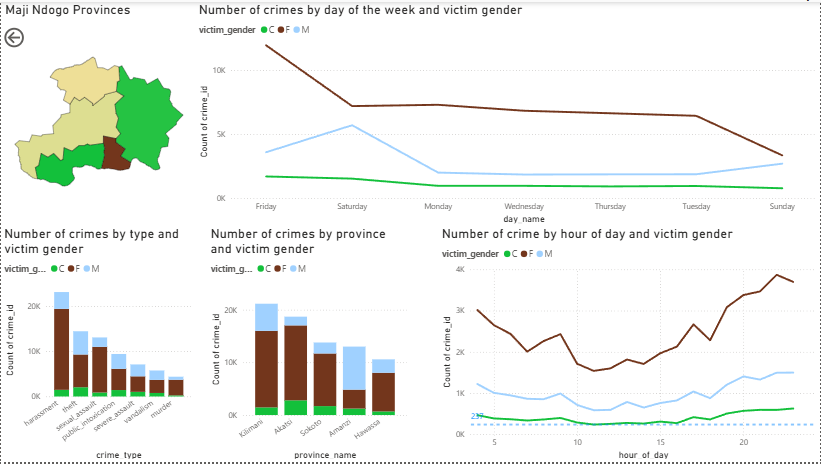 Maji Ndogo Provinces
Number of crimes by day of the week and victim gender
victim_gender C F M
Count of crime_id
10K
5K
0K
Friday Saturday Monday Wednesday Thursday Tuesday Sunday
day_name
Number of crimes by type and
victim gender
victim_g... C F M
Count of crime_id
20K
10K
0K
harassment theft sexual_assault public_intoxication severe_assault vandalism murder
crime_type
Number of crimes by province
and victim gender
victim_g... C F M
Count of crime_id
20K
10K
0K
Kilimani Akatsi Sokoto Amanzi Hawassa
province_name
Number of crime by hour of day and victim gender
victim_gender C F M
Count of crime_id
4K
3K
2K
1K
0K
237
5 10 15 20
hour_of_day